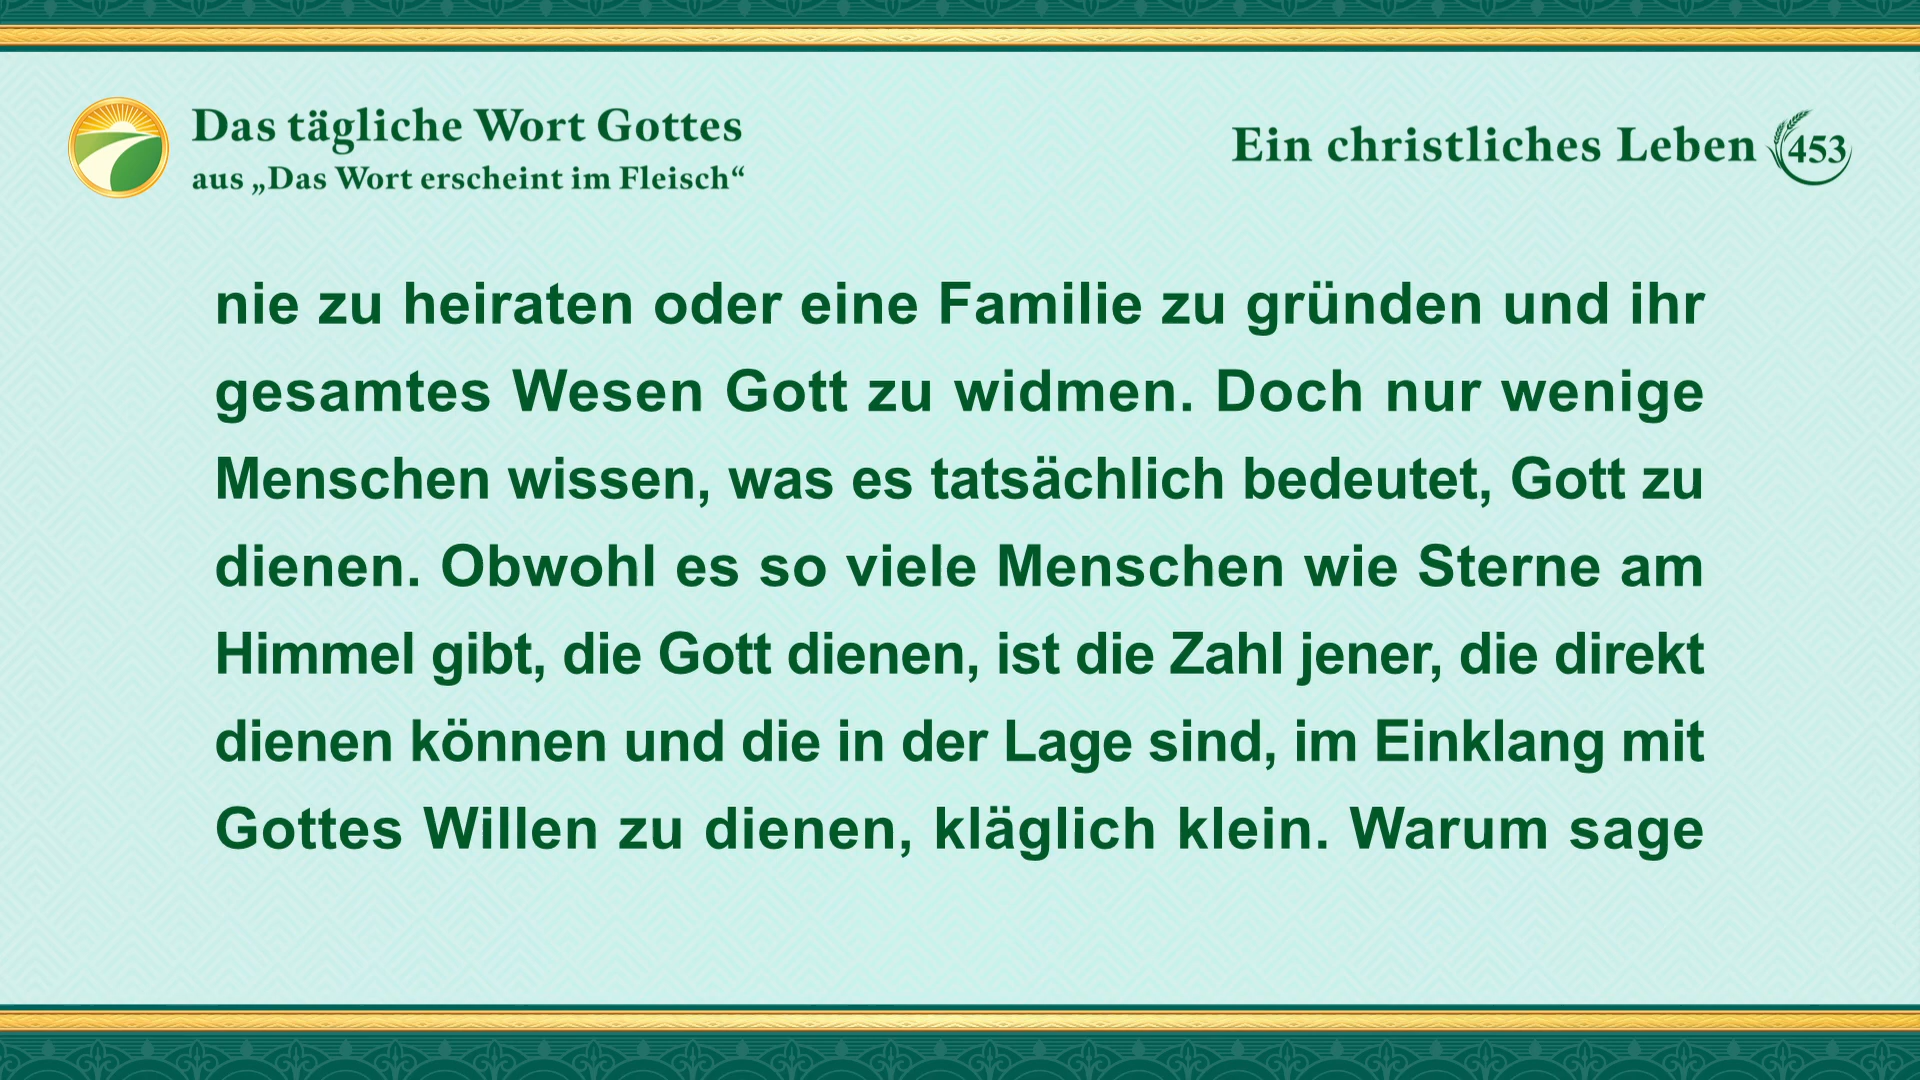 Das tägliche Wort Gottes
aus „Das Wort erscheint im Fleisch“
Ein christliches Leben 453
nie zu heiraten oder eine Familie zu gründen und ihr
gesamtes Wesen Gott zu widmen. Doch nur wenige
Menschen wissen, was es tatsächlich bedeutet, Gott zu
dienen. Obwohl es so viele Menschen wie Sterne am
Himmel gibt, die Gott dienen, ist die Zahl jener, die direkt
dienen können und die in der Lage sind, im Einklang mit
Gottes Willen zu dienen, kläglich klein. Warum sage